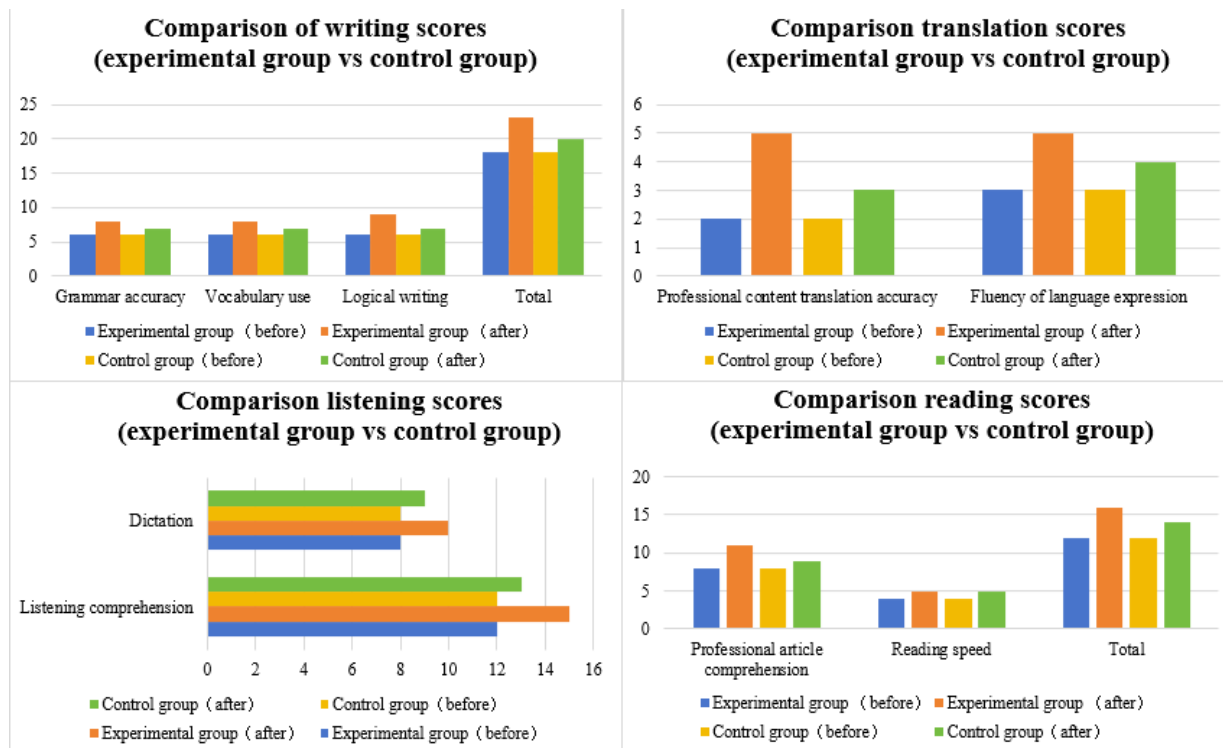 Comparison of writing scores
(experimental group vs control group)
25
20
15
10
5
0
Grammar accuracy Vocabulary use Logical writing Total
Experimental group （before） Experimental group （after）
Control group（before） Control group （after）
Comparison translation scores
(experimental group vs control group)
6
5
4
3
2
1
0
Professional content translation accuracy Fluency of language expression
Experimental group （before） Experimental group （after）
Control group（before） Control group （after）
Comparison listening scores
(experimental group vs control group)
Dictation
Listening comprehension
0 2 4 6 8 10 12 14 16
Control group （after） Control group（before）
Experimental group （after） Experimental group （before）
Comparison reading scores
(experimental group vs control group)
20
15
10
5
0
Professional article
comprehension
Reading speed
Total
Experimental group （before） Experimental group （after）
Control group（before） Control group （after）